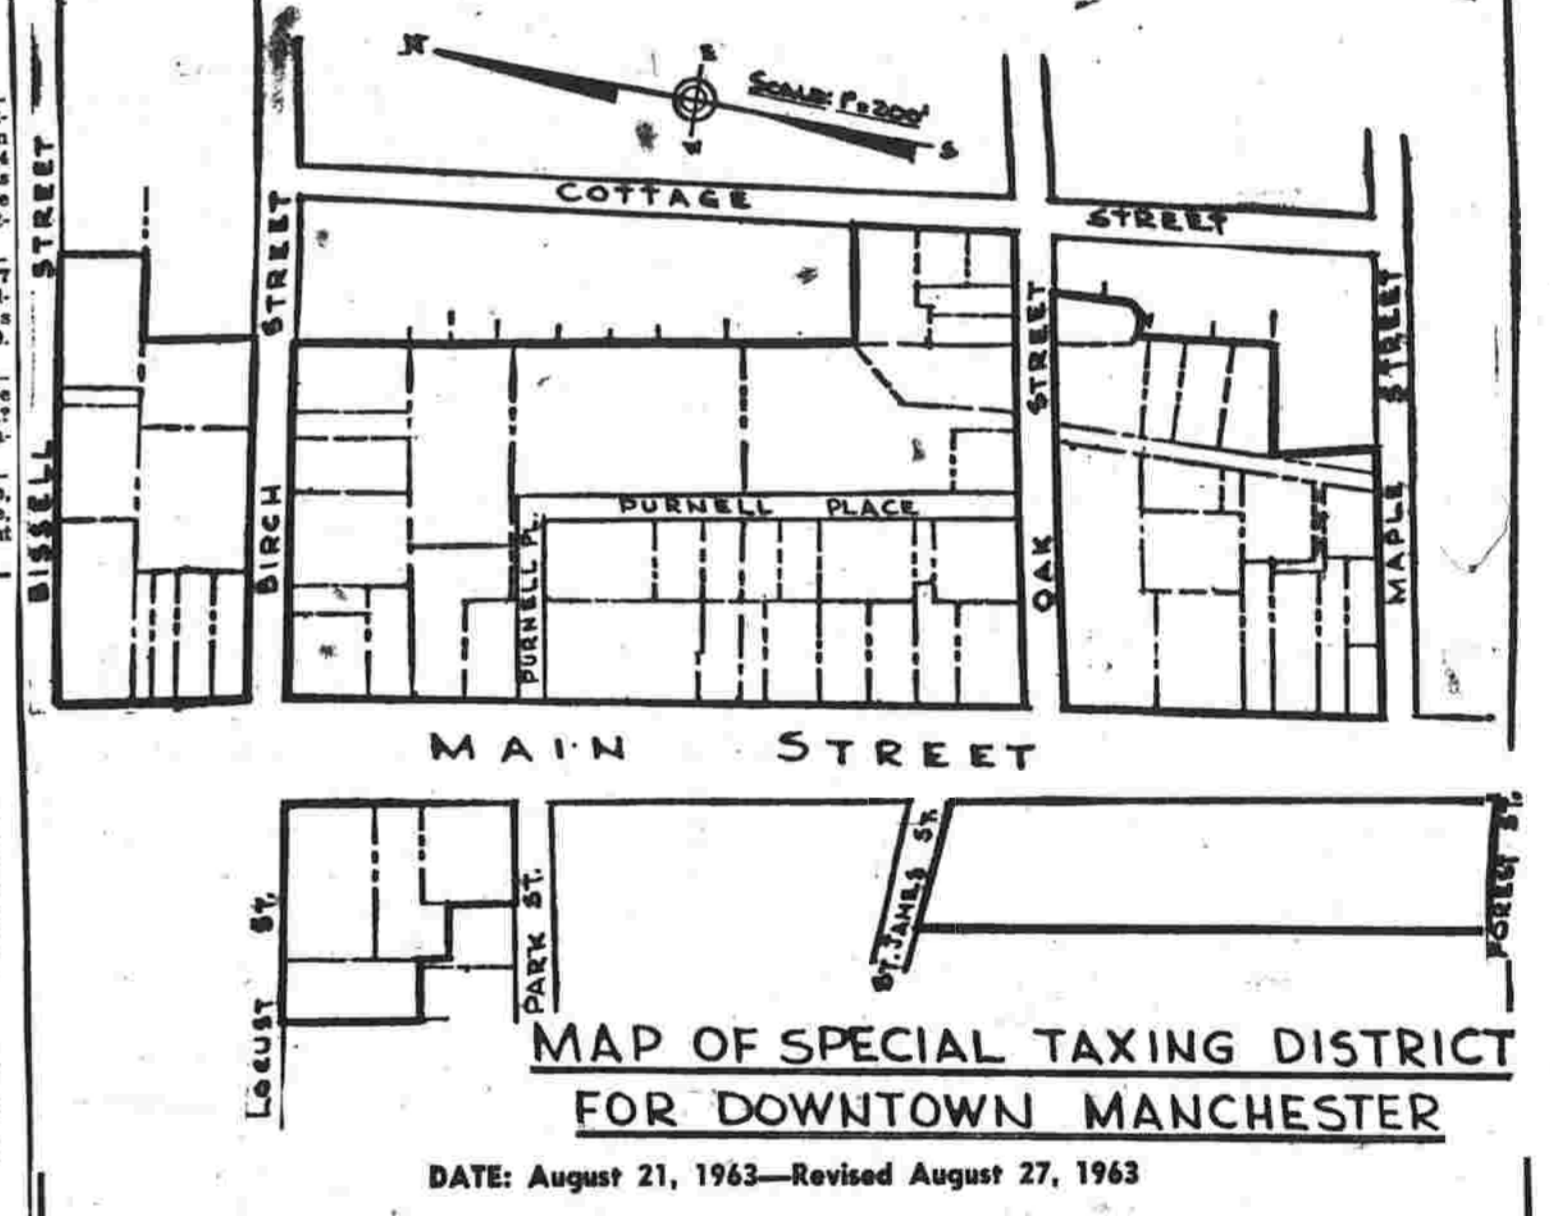 N
E
W
S
SCALE: 1"=200'
COTTAGE STREET
BISSELL STREET
BIRCH STREET
OAK STREET
MAPLE STREET
PURNELL PLACE
PURNELL PL.
MAIN STREET
LOCUST ST.
PARK ST.
ST. JAMES ST.
FOREST ST.
MAP OF SPECIAL TAXING DISTRICT
FOR DOWNTOWN MANCHESTER
DATE: August 21, 1963—Revised August 27, 1963